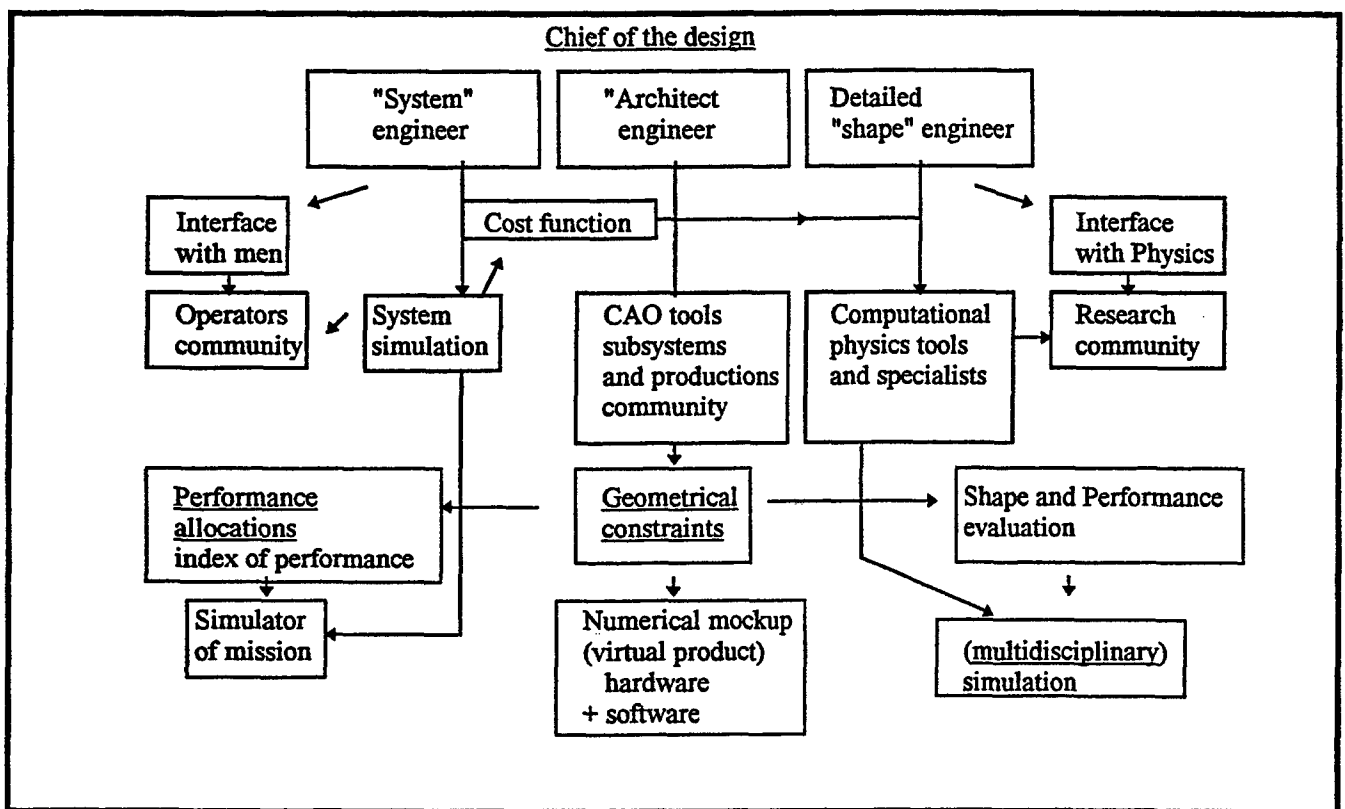 Chief of the design
"System"
engineer
"Architect
engineer
Detailed
"shape" engineer
Interface
with men
Cost function
Interface
with Physics
Operators
community
System
simulation
CAO tools
subsystems
and productions
community
Computational
physics tools
and specialists
Research
community
Performance
allocations
index of performance
Geometrical
constraints
Shape and Performance
evaluation
Simulator
of mission
Numerical mockup
(virtual product)
hardware
+ software
(multidisciplinary)
simulation